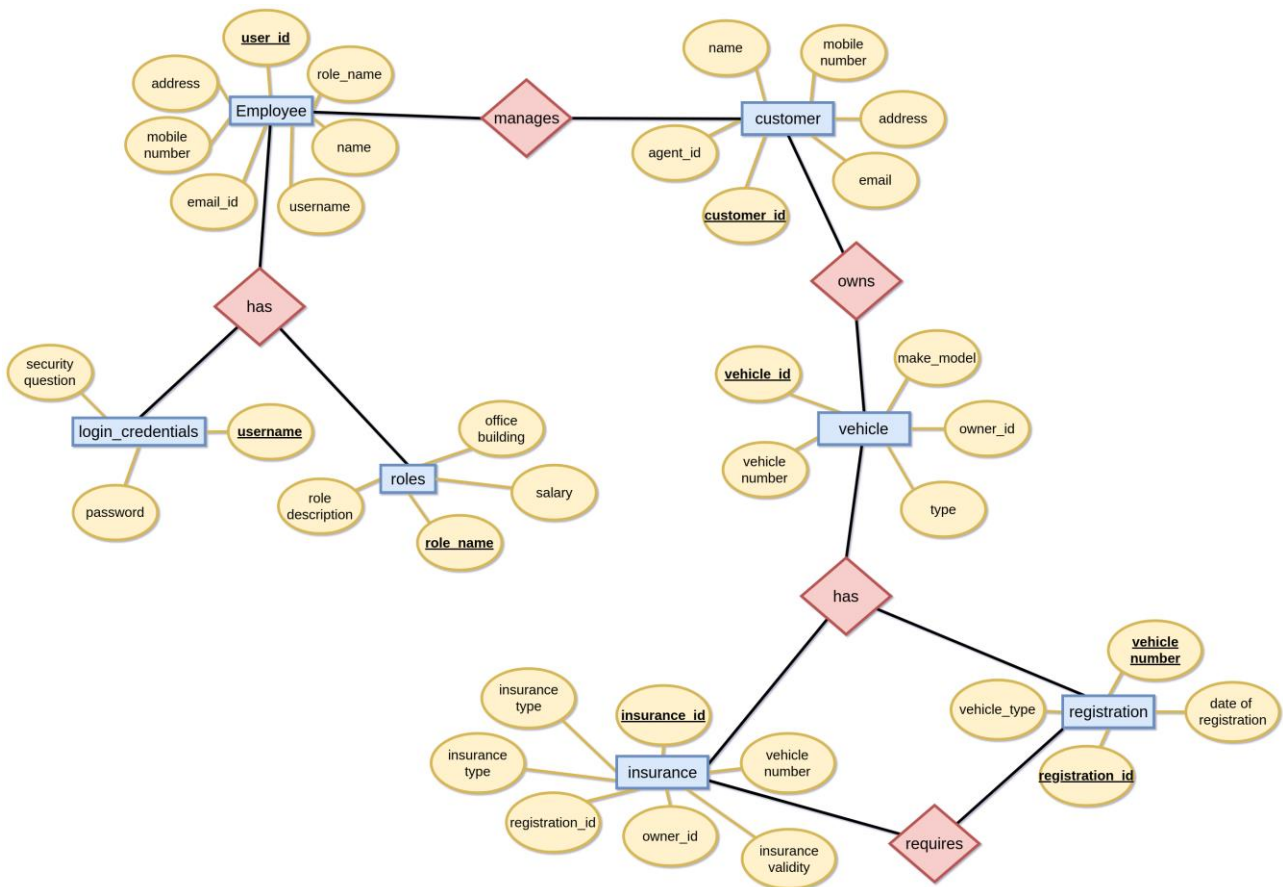 user_id
name
mobile
number
address
role_name
Employee
manages
customer
address
mobile
number
name
agent_id
email
email_id
username
customer_id
has
owns
security
question
make_model
vehicle_id
login_credentials
username
office
building
vehicle
owner_id
vehicle
number
roles
role
description
salary
password
type
role_name
has
vehicle
number
insurance
type
insurance_id
vehicle_type
registration
date of
registration
insurance
type
insurance
vehicle
number
registration_id
registration_id
owner_id
insurance
validity
requires